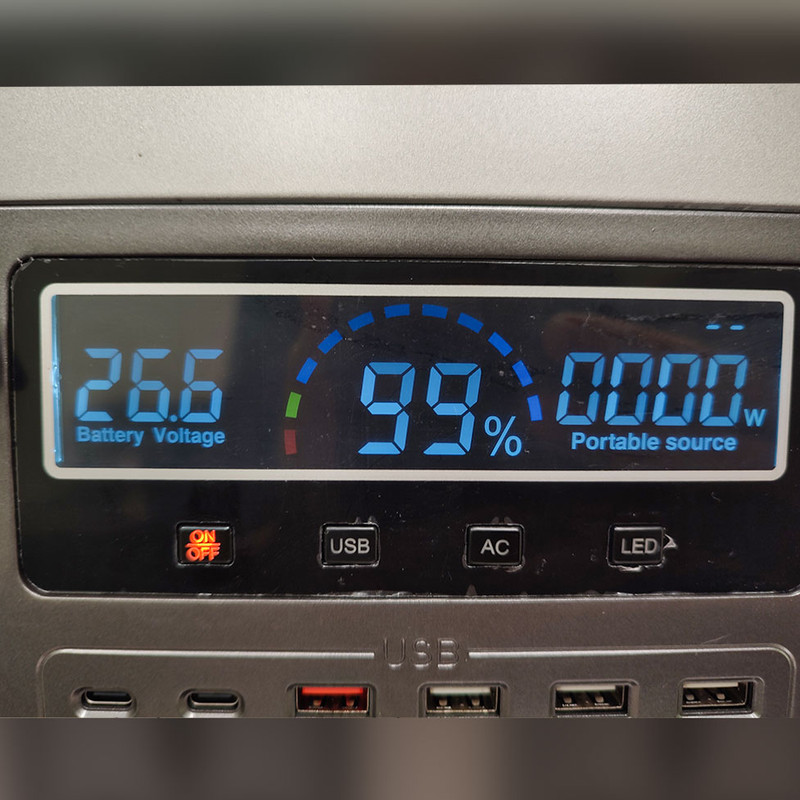 26.6
Battery Voltage
99%
0000W
Portable source
ON
OFF
USB
AC
LED
USB